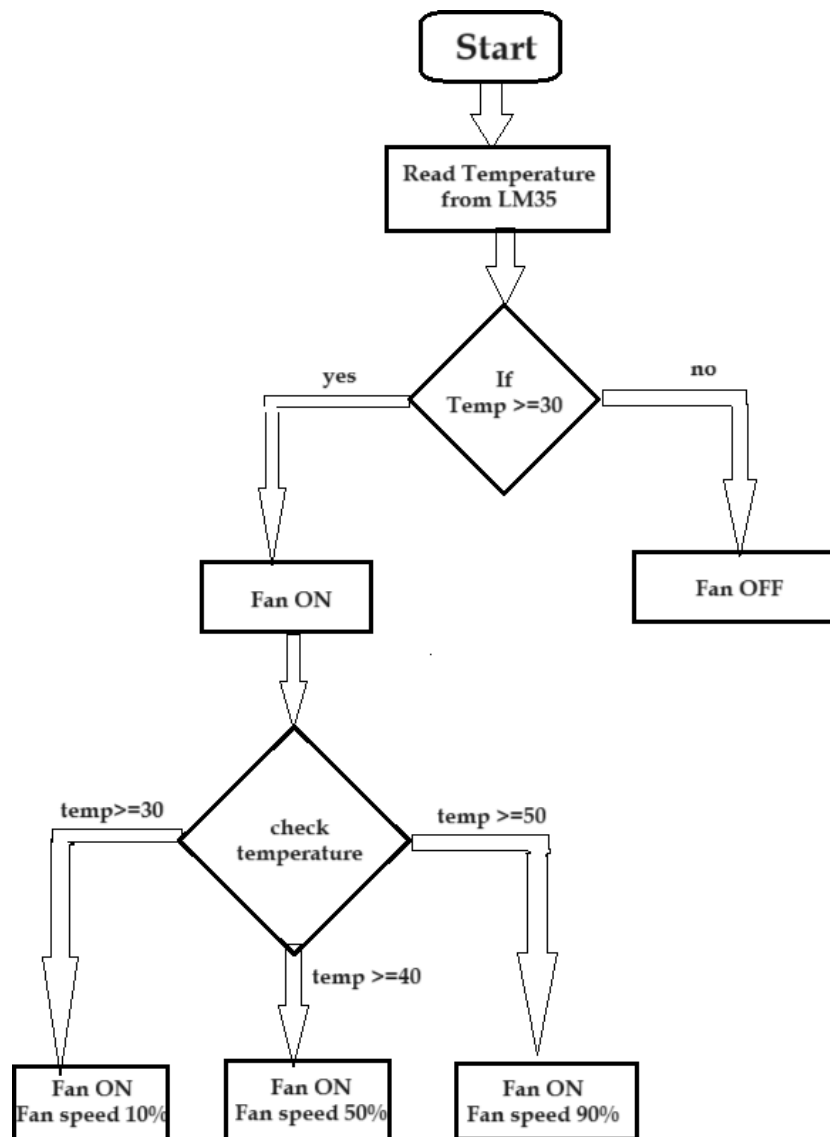 Start
Read Temperature
from LM35
If
Temp >=30
yes
no
Fan ON
Fan OFF
check
temperature
temp>=30
temp >=40
temp >=50
Fan ON
Fan speed 10%
Fan ON
Fan speed 50%
Fan ON
Fan speed 90%